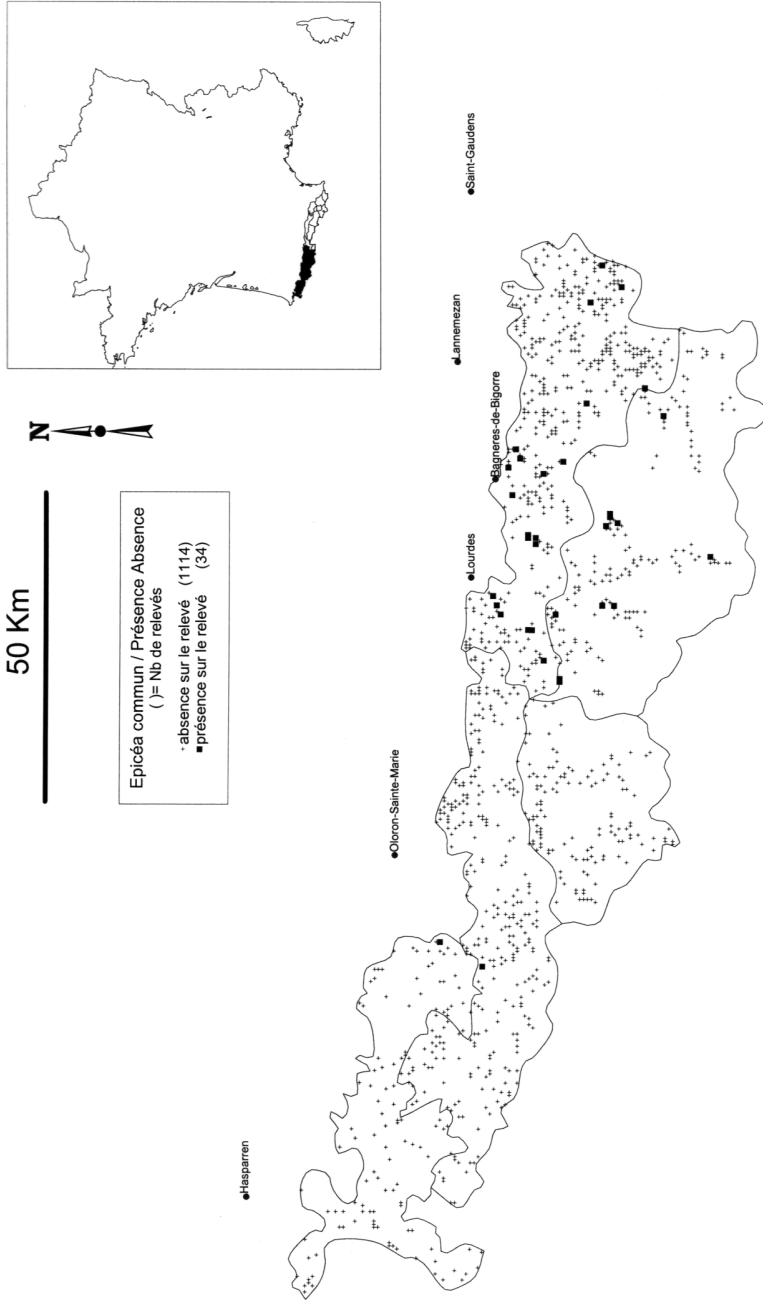 N
50 Km
Epicéa commun / Présence Absence
( )= Nb de relevés
+ absence sur le relevé (1114)
■ présence sur le relevé (34)
Hasparren
Oloron-Sainte-Marie
Lourdes
Bagneres-de-Bigorre
Lannemezan
Saint-Gaudens